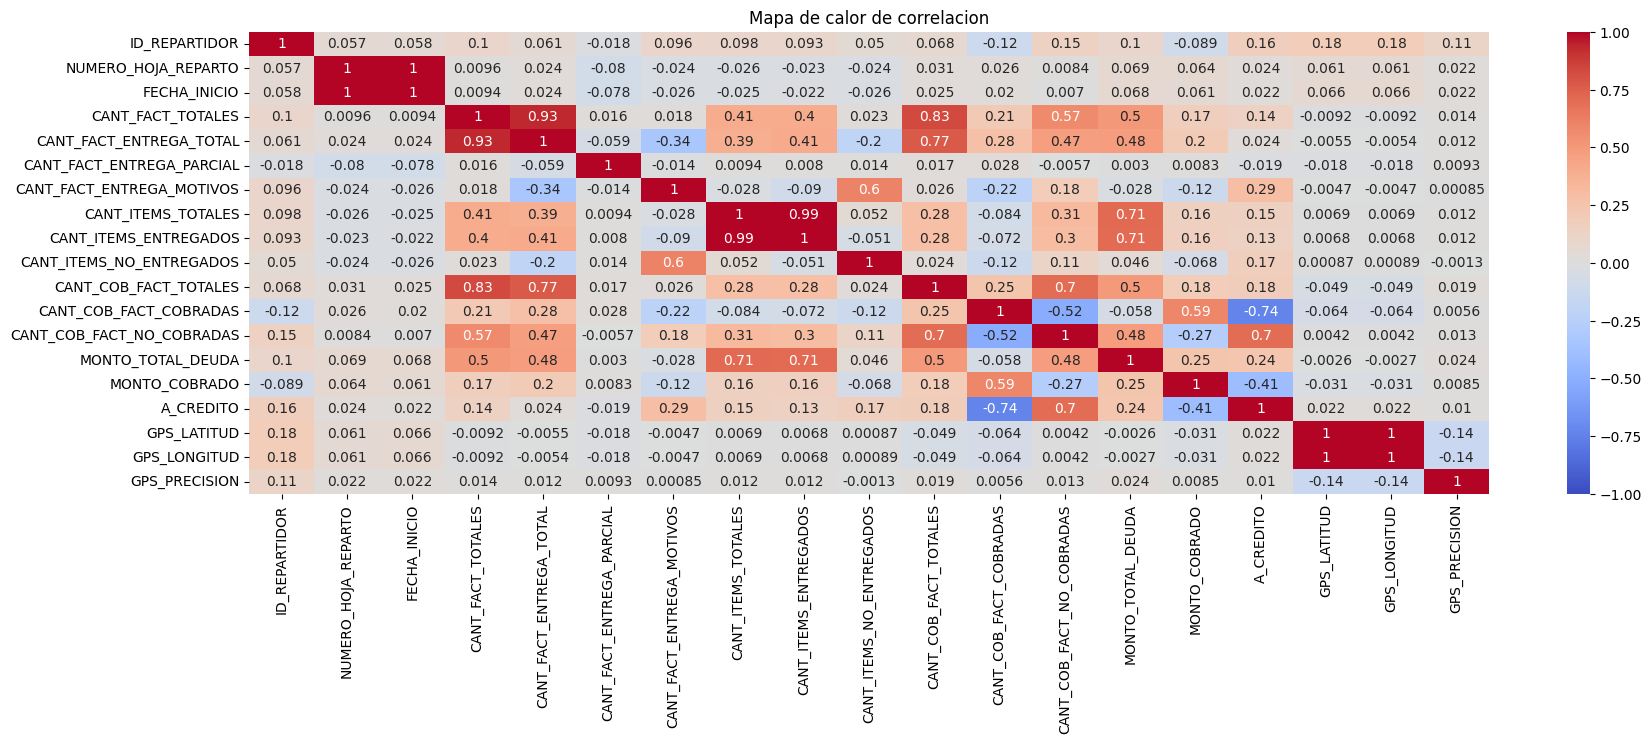 Mapa de calor de correlacion
ID_REPARTIDOR 1 0.057 0.058 0.1 0.061 -0.018 0.096 0.098 0.093 0.05 0.068 -0.12 0.15 0.1 -0.089 0.16 0.18 0.18 0.11
NUMERO_HOJA_REPARTO 0.057 1 1 0.0096 0.024 -0.08 -0.024 -0.026 -0.023 -0.024 0.031 0.026 0.0084 0.069 0.064 0.024 0.061 0.061 0.022
FECHA_INICIO 0.058 1 1 0.0094 0.024 -0.078 -0.026 -0.025 -0.022 -0.026 0.025 0.02 0.007 0.068 0.061 0.022 0.066 0.066 0.022
CANT_FACT_TOTALES 0.1 0.0096 0.0094 1 0.93 0.016 0.018 0.41 0.4 0.023 0.83 0.21 0.57 0.5 0.17 0.14 -0.0092 -0.0092 0.014
CANT_FACT_ENTREGA_TOTAL 0.061 0.024 0.024 0.93 1 -0.059 -0.34 0.39 0.41 -0.2 0.77 0.28 0.47 0.48 0.2 0.024 -0.0055 -0.0054 0.012
CANT_FACT_ENTREGA_PARCIAL -0.018 -0.08 -0.078 0.016 -0.059 1 -0.014 0.0094 0.008 0.014 0.017 0.028 -0.0057 0.003 0.0083 -0.019 -0.018 -0.018 0.0093
CANT_FACT_ENTREGA_MOTIVOS 0.096 -0.024 -0.026 0.018 -0.34 -0.014 1 -0.028 -0.09 0.6 0.026 -0.22 0.18 -0.028 -0.12 0.29 -0.0047 -0.0047 0.00085
CANT_ITEMS_TOTALES 0.098 -0.026 -0.025 0.41 0.39 0.0094 -0.028 1 0.99 0.052 0.28 -0.084 0.31 0.71 0.16 0.15 0.0069 0.0069 0.012
CANT_ITEMS_ENTREGADOS 0.093 -0.023 -0.022 0.4 0.41 0.008 -0.09 0.99 1 -0.051 0.28 -0.072 0.3 0.71 0.16 0.13 0.0068 0.0068 0.012
CANT_ITEMS_NO_ENTREGADOS 0.05 -0.024 -0.026 0.023 -0.2 0.014 0.6 0.052 -0.051 1 0.024 -0.12 0.11 0.046 -0.068 0.17 0.00087 0.00089 -0.0013
CANT_COB_FACT_TOTALES 0.068 0.031 0.025 0.83 0.77 0.017 0.026 0.28 0.28 0.024 1 0.25 0.7 0.5 0.18 0.18 -0.049 -0.049 0.019
CANT_COB_FACT_COBRADAS -0.12 0.026 0.02 0.21 0.28 0.028 -0.22 -0.084 -0.072 -0.12 0.25 1 -0.52 -0.058 0.59 -0.74 -0.064 -0.064 0.0056
CANT_COB_FACT_NO_COBRADAS 0.15 0.0084 0.007 0.57 0.47 -0.0057 0.18 0.31 0.3 0.11 0.7 -0.52 1 0.48 -0.27 0.7 0.0042 0.0042 0.013
MONTO_TOTAL_DEUDA 0.1 0.069 0.068 0.5 0.48 0.003 -0.028 0.71 0.71 0.046 0.5 -0.058 0.48 1 0.25 0.24 -0.0026 -0.0027 0.024
MONTO_COBRADO -0.089 0.064 0.061 0.17 0.2 0.0083 -0.12 0.16 0.16 -0.068 0.18 0.59 -0.27 0.25 1 -0.41 -0.031 -0.031 0.0085
A_CREDITO 0.16 0.024 0.022 0.14 0.024 -0.019 0.29 0.15 0.13 0.17 0.18 -0.74 0.7 0.24 -0.41 1 0.022 0.022 0.01
GPS_LATITUD 0.18 0.061 0.066 -0.0092 -0.0055 -0.018 -0.0047 0.0069 0.0068 0.00087 -0.049 -0.064 0.0042 -0.0026 -0.031 0.022 1 1 -0.14
GPS_LONGITUD 0.18 0.061 0.066 -0.0092 -0.0054 -0.018 -0.0047 0.0069 0.0068 0.00089 -0.049 -0.064 0.0042 -0.0027 -0.031 0.022 1 1 -0.14
GPS_PRECISION 0.11 0.022 0.022 0.014 0.012 0.0093 0.00085 0.012 0.012 -0.0013 0.019 0.0056 0.013 0.024 0.0085 0.01 -0.14 -0.14 1
ID_REPARTIDOR
NUMERO_HOJA_REPARTO
FECHA_INICIO
CANT_FACT_TOTALES
CANT_FACT_ENTREGA_TOTAL
CANT_FACT_ENTREGA_PARCIAL
CANT_FACT_ENTREGA_MOTIVOS
CANT_ITEMS_TOTALES
CANT_ITEMS_ENTREGADOS
CANT_ITEMS_NO_ENTREGADOS
CANT_COB_FACT_TOTALES
CANT_COB_FACT_COBRADAS
CANT_COB_FACT_NO_COBRADAS
MONTO_TOTAL_DEUDA
MONTO_COBRADO
A_CREDITO
GPS_LATITUD
GPS_LONGITUD
GPS_PRECISION
1.00
0.75
0.50
0.25
0.00
−0.25
−0.50
−0.75
−1.00